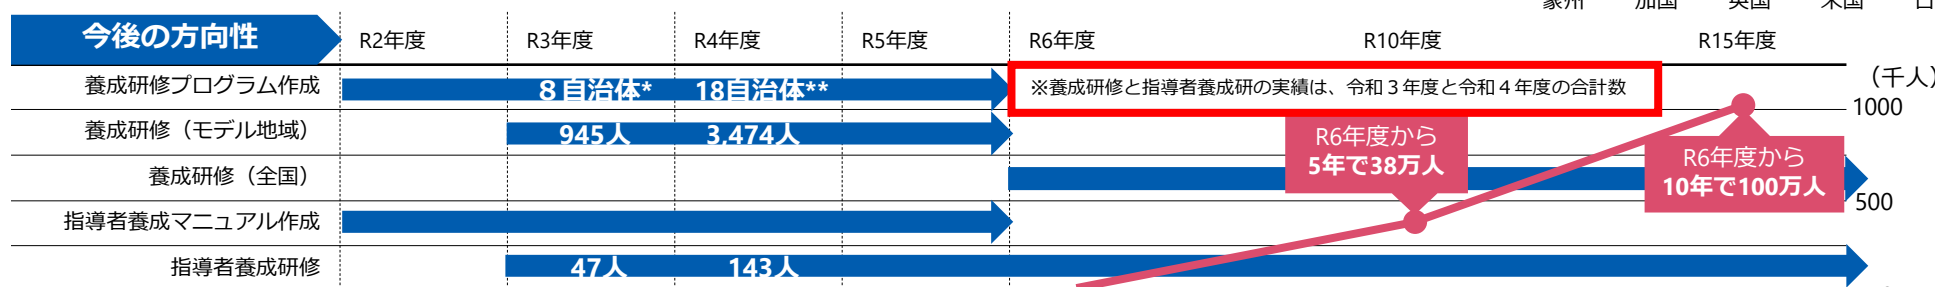 豪州 加国 英国 米国
今後の方向性 R2年度 R3年度 R4年度 R5年度 R6年度 R10年度 R15年度
養成研修プログラム作成 8自治体* 18自治体** ※養成研修と指導者養成研の実績は、令和3年度と令和4年度の合計数
(千人)
1000
養成研修（モデル地域） 945人 3,474人
R6年度から
5年で38万人
R6年度から
10年で100万人
養成研修（全国）
500
指導者養成マニュアル作成
指導者養成研修 47人 143人